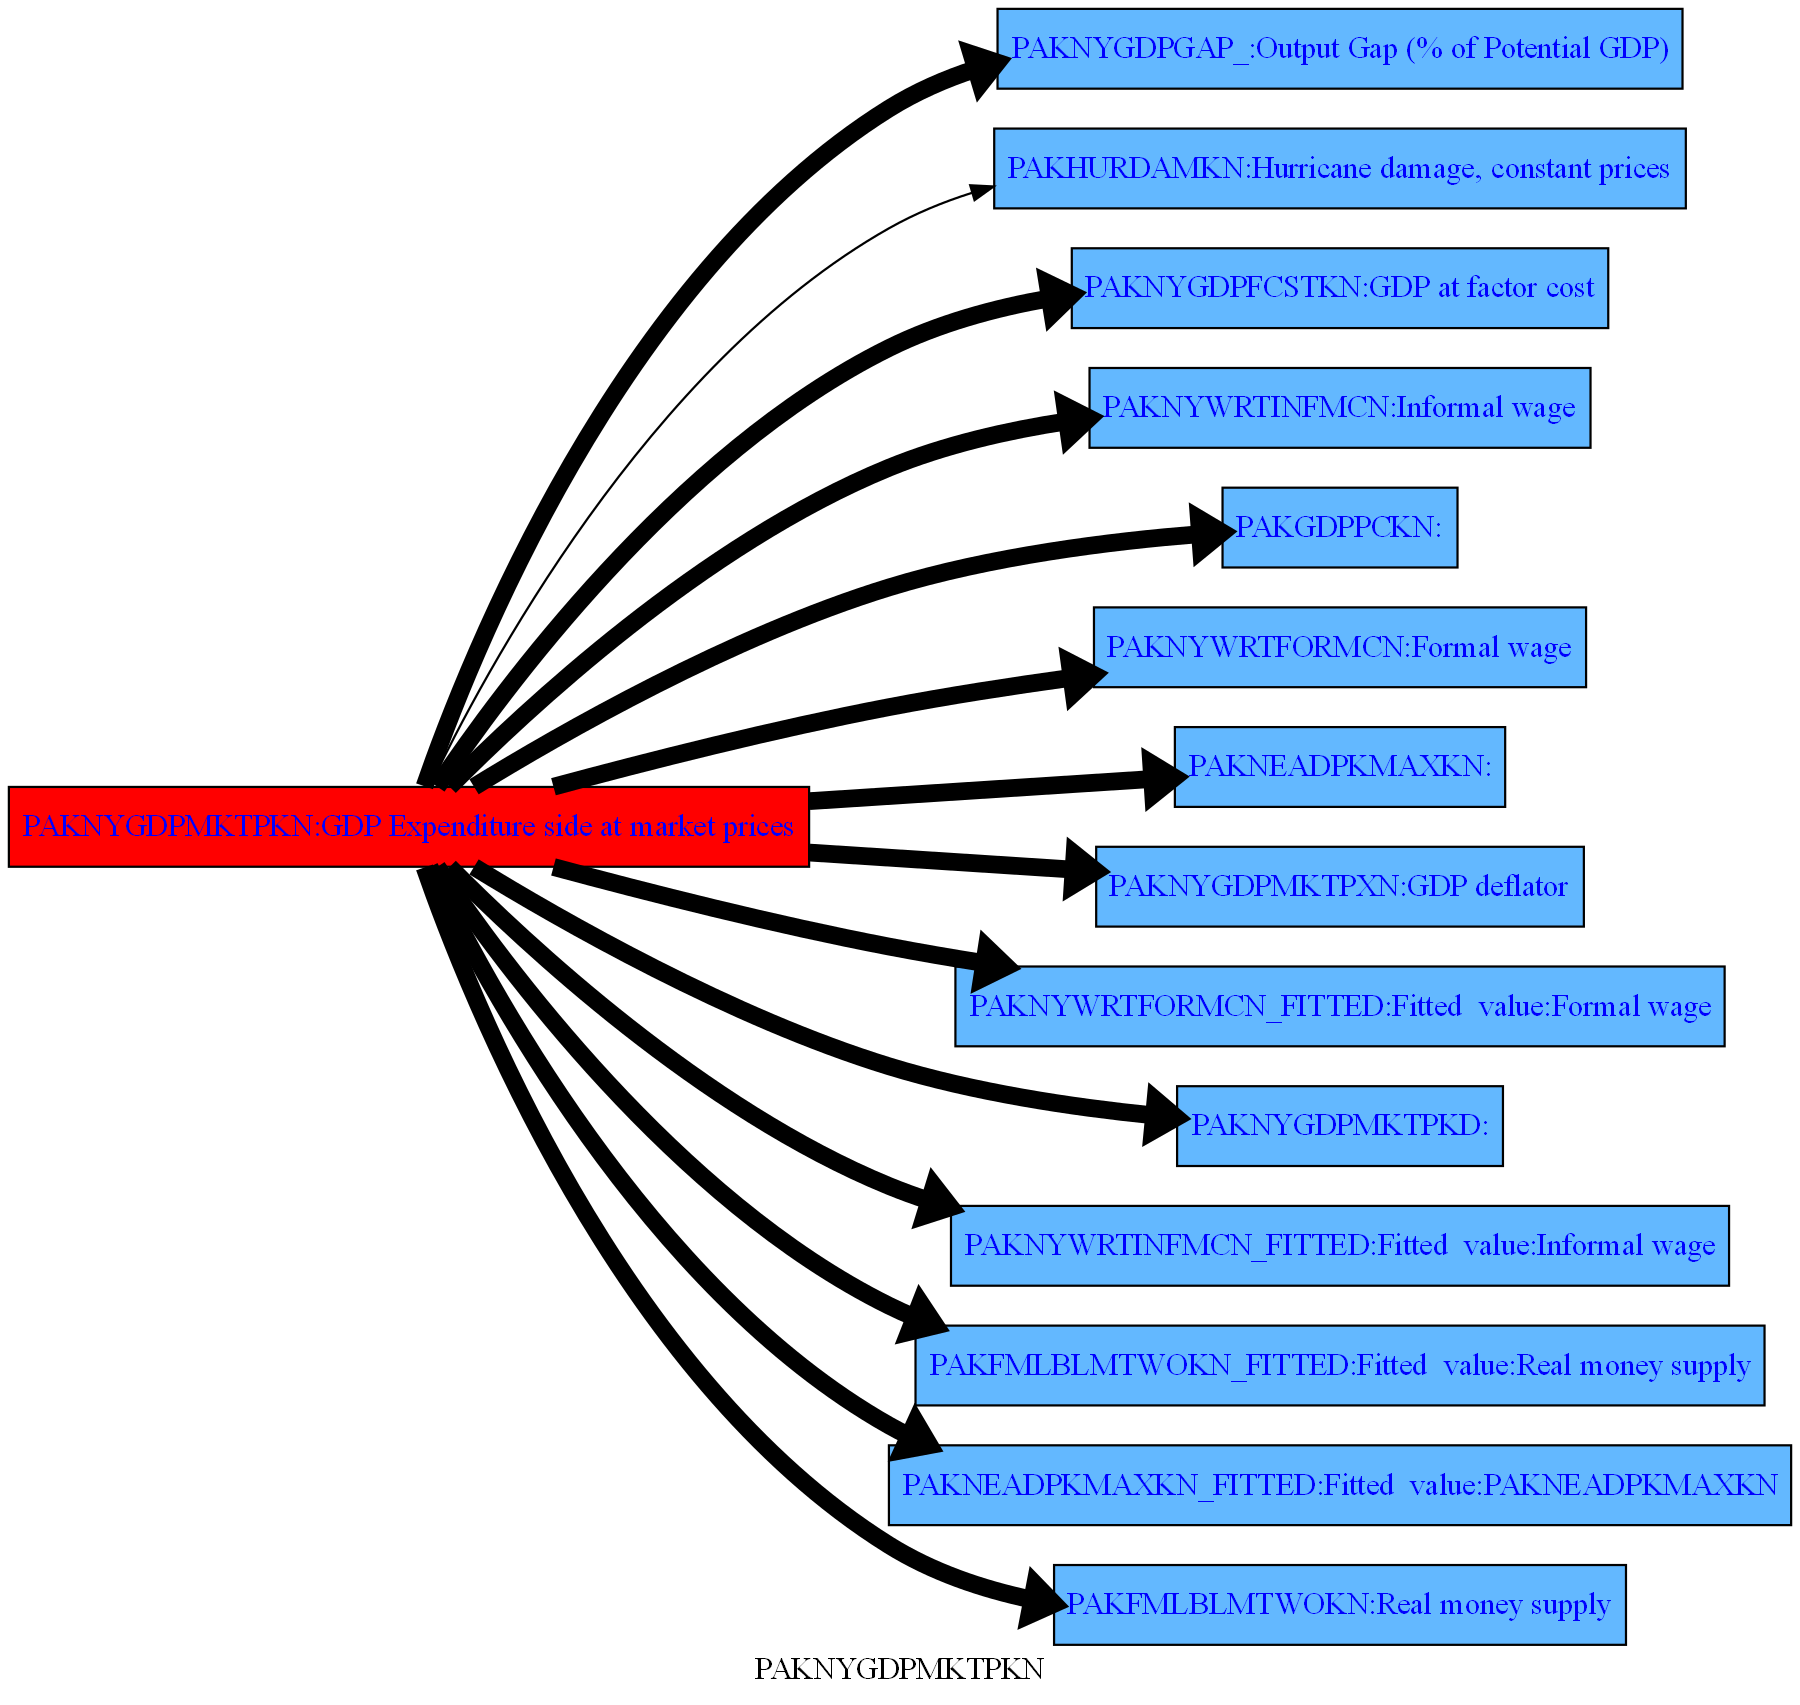 PAKNYGDPGAP_:Output Gap (% of Potential GDP)
PAKHURDAMKN:Hurricane damage, constant prices
PAKNYGDPFCSTKN:GDP at factor cost
PAKNYWRTINFMCN:Informal wage
PAKGDPPCKN:
PAKNYWRTFORMCN:Formal wage
PAKNEADPKMAXKN:
PAKNYGDPMKTPKN:GDP Expenditure side at market prices
PAKNYGDPMKTPXN:GDP deflator
PAKNYWRTFORMCN_FITTED:Fitted  value:Formal wage
PAKNYGDPMKTPKD:
PAKNYWRTINFMCN_FITTED:Fitted  value:Informal wage
PAKFMLBLMTWOKN_FITTED:Fitted  value:Real money supply
PAKNEADPKMAXKN_FITTED:Fitted  value:PAKNEADPKMAXKN
PAKFMLBLMTWOKN:Real money supply
PAKNYGDPMKTPKN